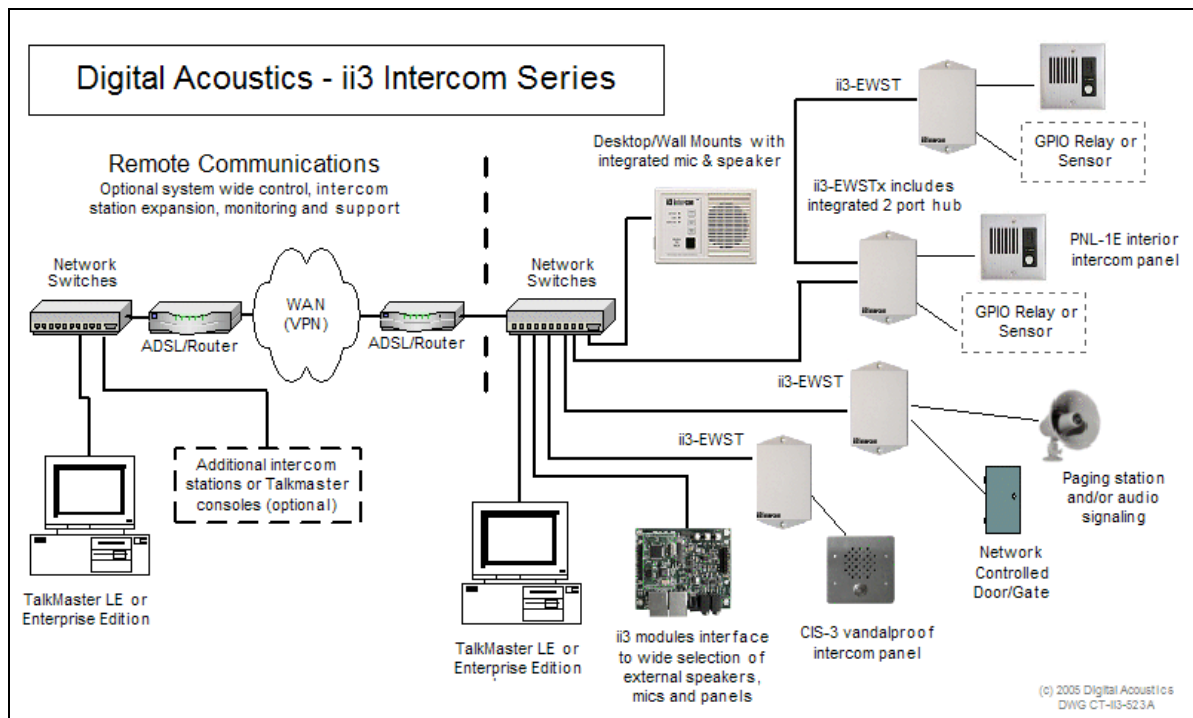 Digital Acoustics - ii3 Intercom Series
Remote Communications
Optional system wide control, intercom
station expansion, monitoring and support
Network
Switches
ADSL/Router
WAN
(VPN)
ADSL/Router
Network
Switches
Additional intercom
stations or Talkmaster
consoles (optional)
TalkMaster LE or
Enterprise Edition
TalkMaster LE or
Enterprise Edition
Desktop/Wall Mounts with
integrated mic & speaker
ii3-EWST
GPIO Relay or
Sensor
ii3-EWSTx includes
integrated 2 port hub
PNL-1E interior
intercom panel
GPIO Relay or
Sensor
ii3-EWST
Paging station
and/or audio
signaling
Network
Controlled
Door/Gate
ii3-EWST
CIS-3 vandalproof
intercom panel
ii3 modules interface
to wide selection of
external speakers,
mics and panels
(c) 2005 Digital Acoustics
DWG CT-II3-523A